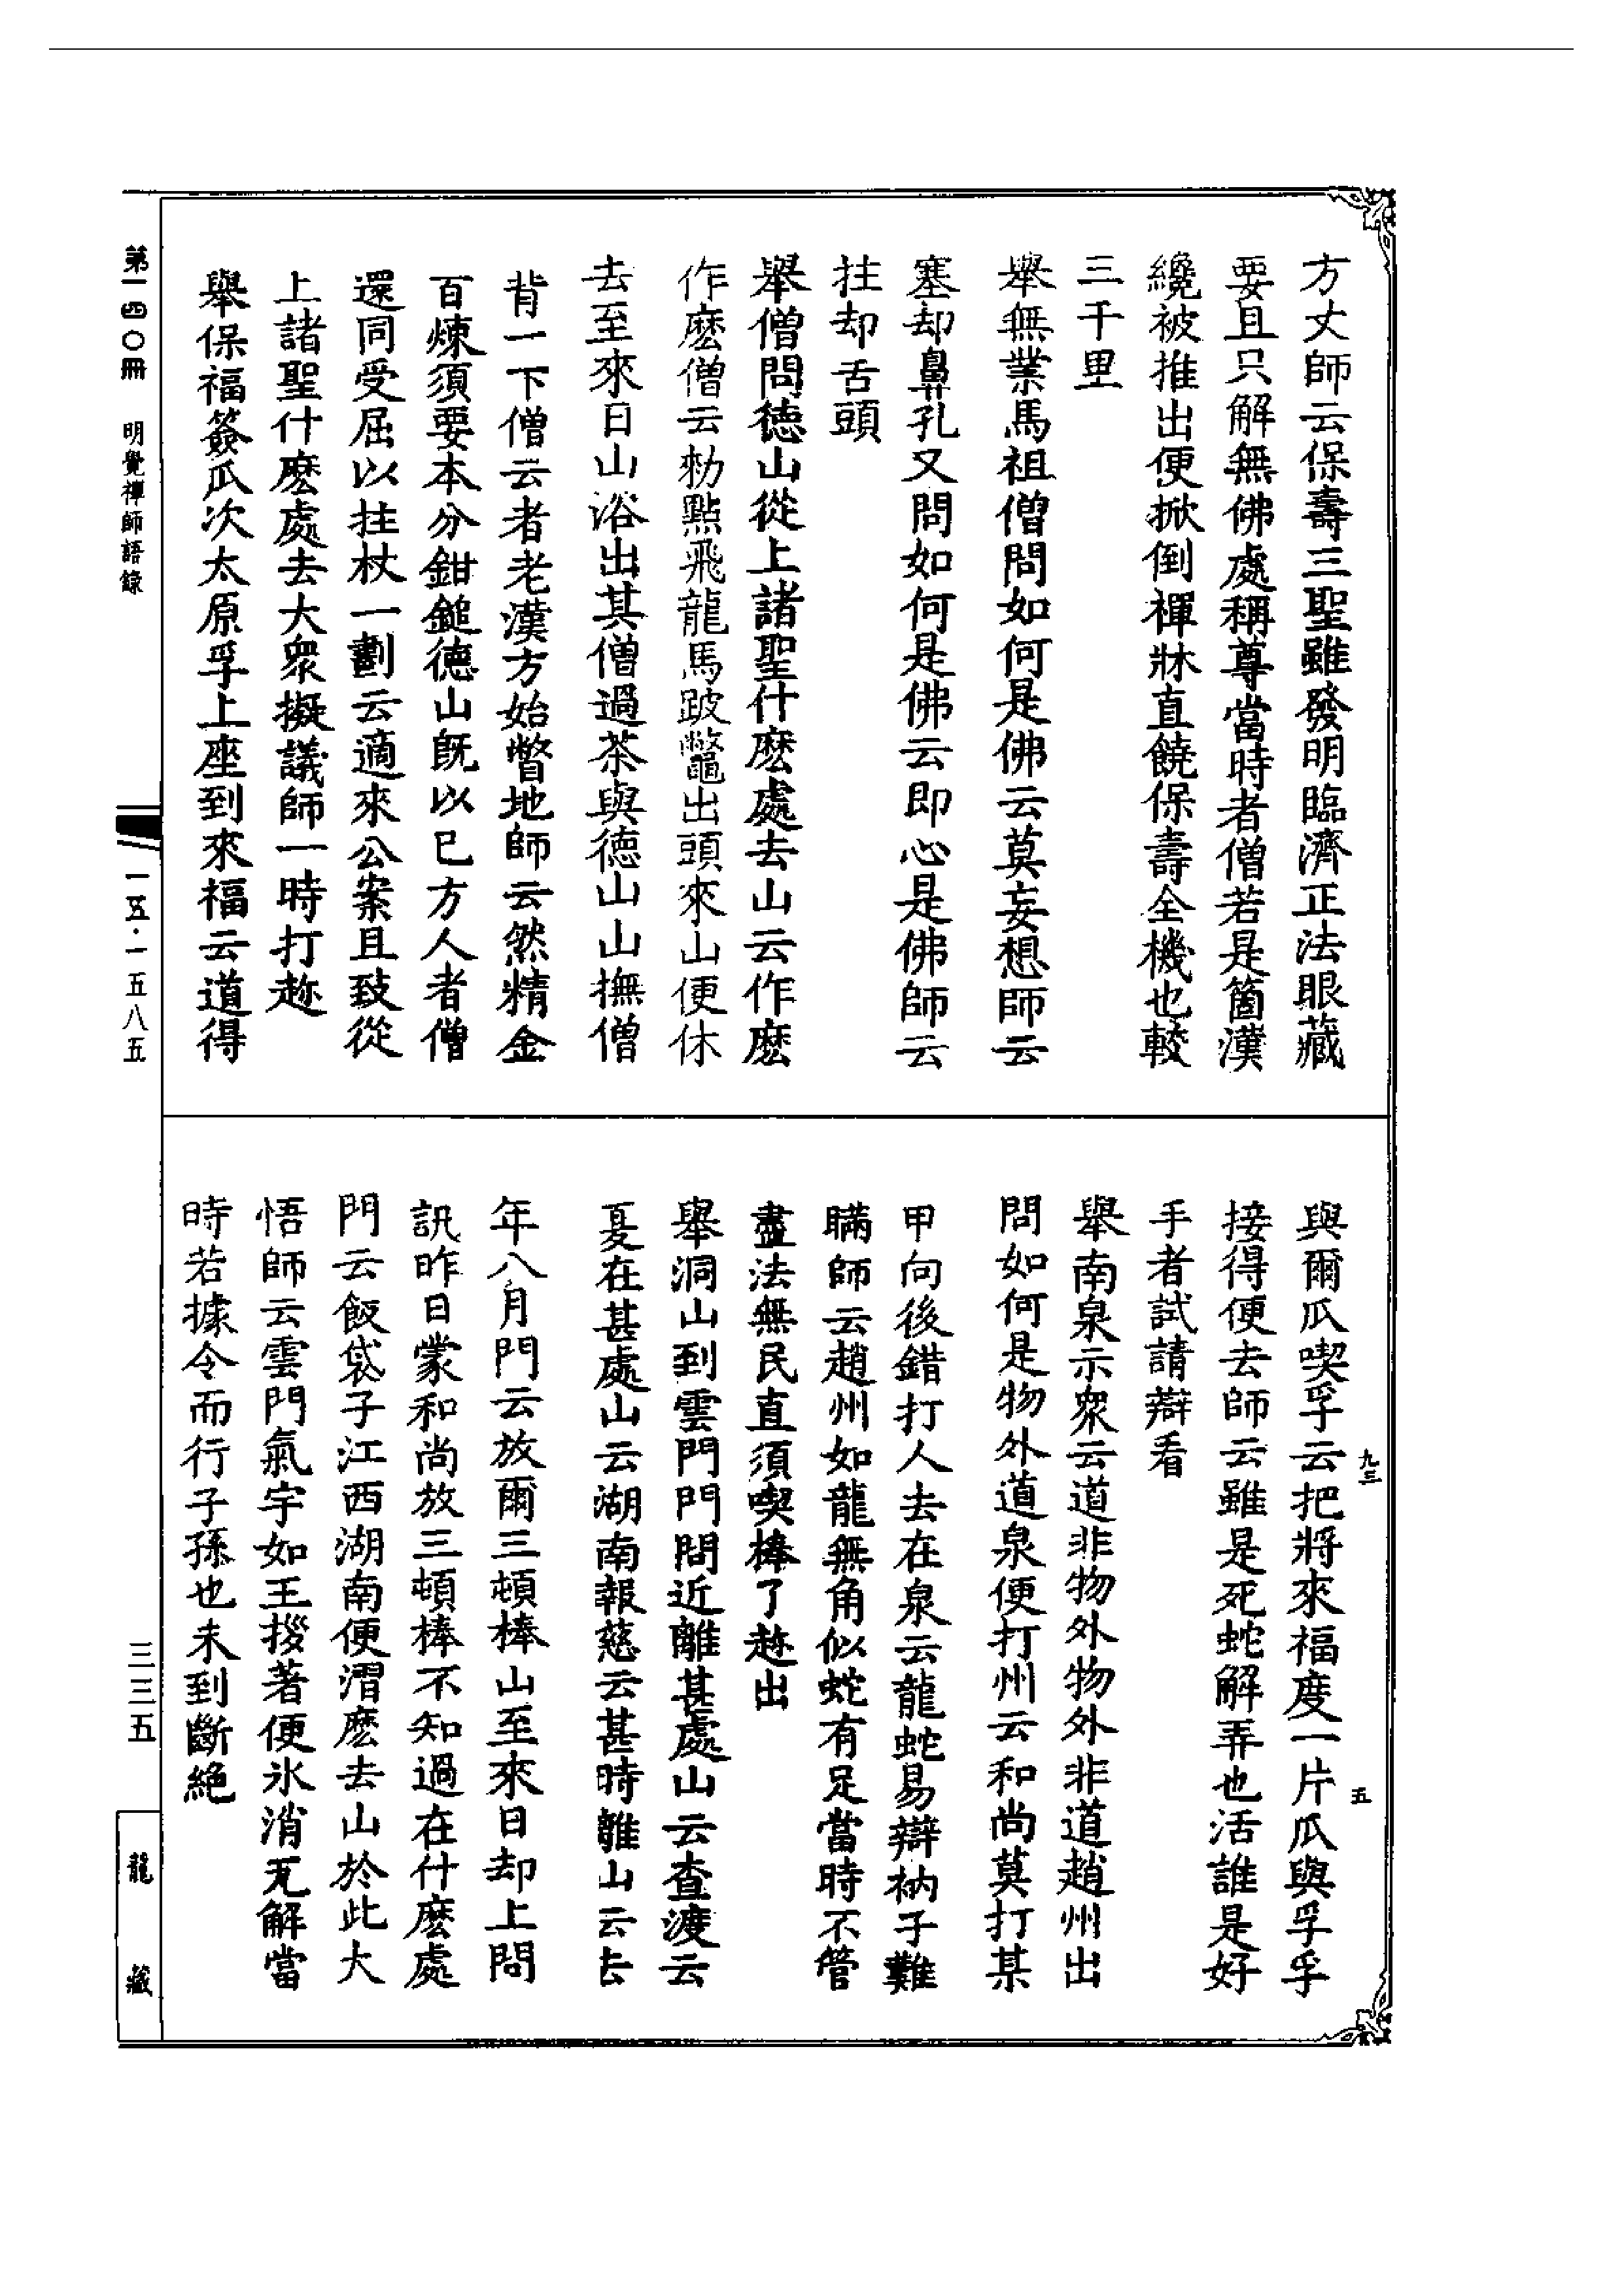 方丈師云保壽三聖雖發明臨濟正法眼藏
要且只解無佛處稱尊當時者僧若是箇漢
纔被推出便掀倒禪牀直饒保壽全機也較
三千里
舉無業馬祖僧問如何是佛云莫妄想師云
塞却鼻孔又問如何是佛云即心是佛師云
拄却舌頭
舉僧問德山從上諸聖什麽處去山云作麽
作麽僧云勑點飛龍馬跛鼈出頭來山便休
去至來日山浴出其僧過茶與德山山撫僧
背一下僧云者老漢方始瞥地師云然精金
百煉須要本分鉗鎚德山旣以已方人者僧
還同受屈以拄杖一劃云適來公案且致從
上諸聖什麽處去大衆擬議師一時打趂
舉保福簽瓜次太原孚上座到來福云道得
與爾瓜喫孚云把將來福度一片瓜與孚孚
接得便去師云雖是死蛇解弄也活誰是好
手者試請辯看
舉南泉示衆云道非物外物外非道趙州出
問如何是物外道泉便打州云和尚莫打某
甲向後錯打人去在泉云龍蛇易辯衲子難
瞞師云趙州如龍無角似蛇有足當時不管
盡法無民直須喫棒了趂出
舉洞山到雲門門問近離甚處山云查渡云
夏在甚處山云湖南報慈云甚時離山云去
年八月門云放爾三頓棒山至來日却上問
訊昨日蒙和尚放三頓棒不知過在什麽處
門云飯袋子江西湖南便渭麽去山於此大
悟師云雲門氣宇如王拶著便氷消瓦解當
時若據令而行子孫也未到斷絕
九三
五
第一四〇冊 明覺禪師語錄
一五·一五八五
三三五
龍藏